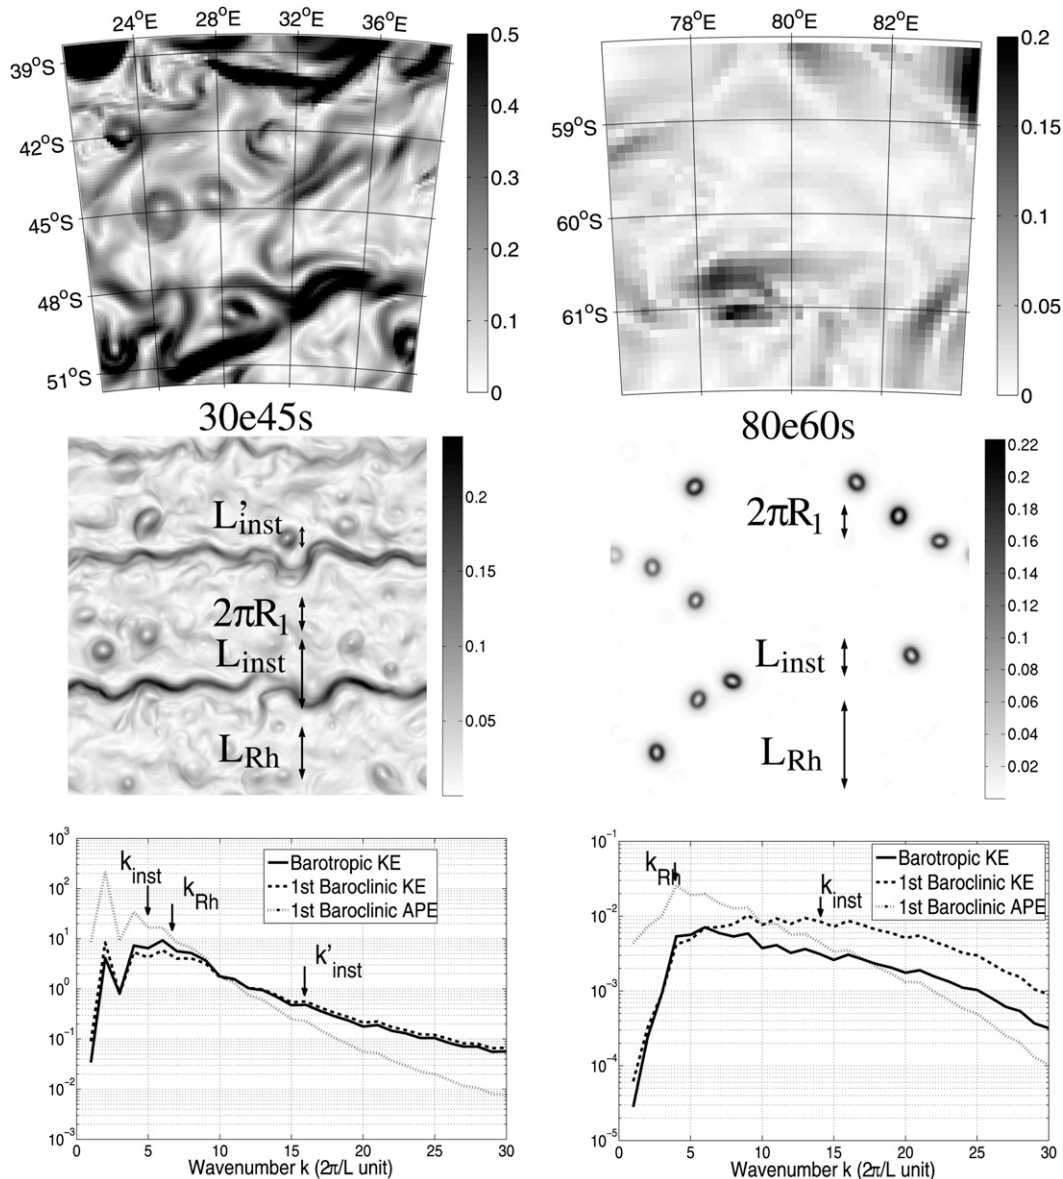 24°E 28°E 32°E 36°E
39°S
42°S
45°S
48°S
51°S
0.5
0.4
0.3
0.2
0.1
0
78°E 80°E 82°E
59°S
60°S
61°S
0.2
0.15
0.1
0.05
0
30e45s
80e60s
L'inst
2πR1
Linst
LRh
0.2
0.15
0.1
0.05
2πR1
Linst
LRh
0.22
0.2
0.18
0.16
0.14
0.12
0.1
0.08
0.06
0.04
0.02
10³
10²
10¹
10⁰
10⁻¹
10⁻²
10⁻³
kinst
kRh
k'inst
Barotropic KE
1st Baroclinic KE
1st Baroclinic APE
0 5 10 15 20 25 30
Wavenumber k (2π/L unit)
10⁻¹
10⁻²
10⁻³
10⁻⁴
10⁻⁵
kRh
kinst
Barotropic KE
1st Baroclinic KE
1st Baroclinic APE
0 5 10 15 20 25 30
Wavenumber k (2π/L unit)